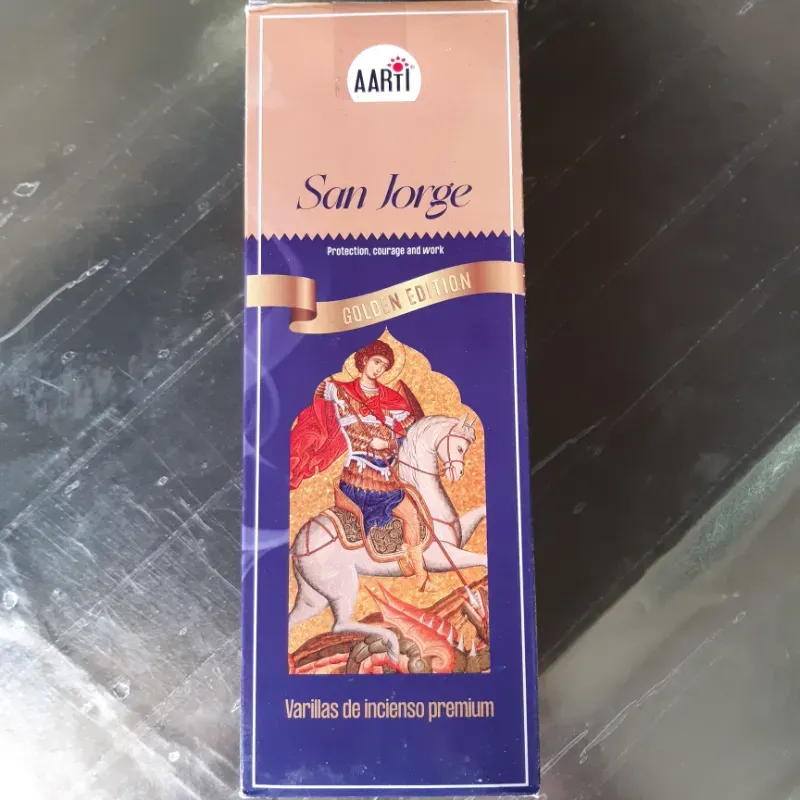 AARTI®
San Jorge
Protection, courage and work
GOLDEN EDITION
Varillas de incienso premium